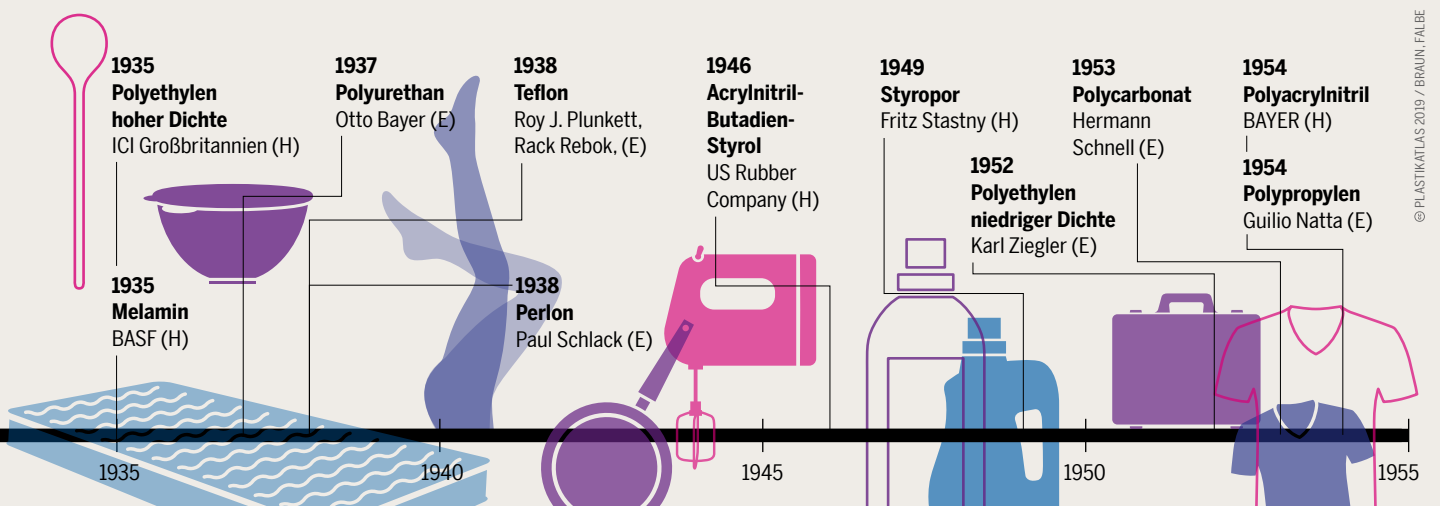 1935
Polyethylen
hoher Dichte
ICI Großbritannien (H)
1935
Melamin
BASF (H)
1937
Polyurethan
Otto Bayer (E)
1938
Teflon
Roy J. Plunkett,
Rack Rebok, (E)
1938
Perlon
Paul Schlack (E)
1946
Acrylnitril-
Butadien-
Styrol
US Rubber
Company (H)
1949
Styropor
Fritz Stastny (H)
1952
Polyethylen
niedriger Dichte
Karl Ziegler (E)
1953
Polycarbonat
Hermann
Schnell (E)
1954
Polyacrylnitril
BAYER (H)
1954
Polypropylen
Guilio Natta (E)
1935
1940
1945
1950
1955
🄯 PLASTIKATLAS 2019 / BRAUN, FALBE